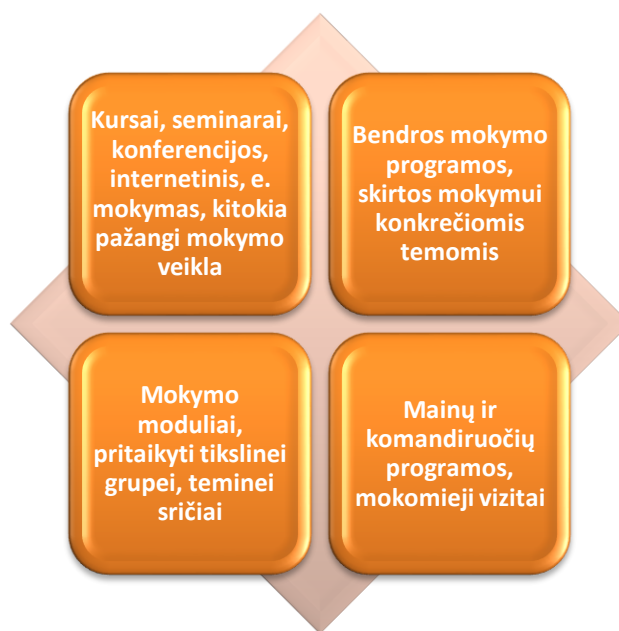 Kursai, seminarai,
konferencijos,
internetinis, e.
mokymas, kitokia
pažangi mokymo
veikla
Bendros mokymo
programos,
skirtos mokymui
konkrečiomis
temomis
Mokymo
moduliai,
pritaikyti tikslinei
grupei, teminei
sričiai
Mainų ir
komandiruočių
programos,
mokomieji vizitai